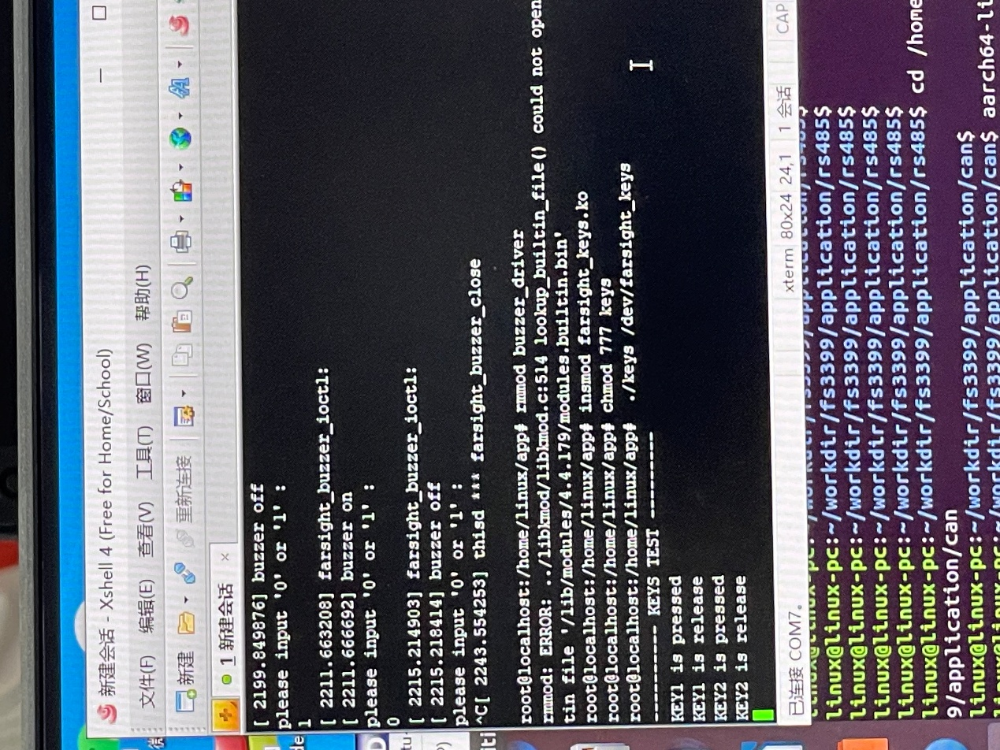 新建会话 - Xshell 4 (Free for Home/School)
文件(F) 编辑(E) 查看(V) 工具(T) 窗口(W) 帮助(H)
新建 重新连接
1 新建会话 ×
[ 2199.849876] buzzer off
please input '0' or '1' :
1
[ 2211.663208] farsight_buzzer_ioctl:
[ 2211.666692] buzzer on
please input '0' or '1' :
0
[ 2215.214903] farsight_buzzer_ioctl:
[ 2215.218414] buzzer off
please input '0' or '1' :
^C[ 2243.554253] thisd *** farsight_buzzer_close
root@localhost:/home/linux/app# rmmod buzzer_driver
rmmod: ERROR: ../libkmod/libkmod.c:514 lookup_builtin_file() could not open
tin file '/lib/modules/4.4.179/modules.builtin.bin'
root@localhost:/home/linux/app# insmod farsight_keys.ko
root@localhost:/home/linux/app# chmod 777 keys
root@localhost:/home/linux/app# ./keys /dev/farsight_keys
---------- KEYS TEST ----------
KEY1 is pressed
KEY1 is release
KEY2 is pressed
KEY2 is release
已连接 COM7。 xterm 80x24 24,1 1 会话 CAP
linux@linux-pc:~/workdir/fs3399/application/rs485$
linux@linux-pc:~/workdir/fs3399/application/rs485$
linux@linux-pc:~/workdir/fs3399/application/rs485$
linux@linux-pc:~/workdir/fs3399/application/rs485$
linux@linux-pc:~/workdir/fs3399/application/rs485$
linux@linux-pc:~/workdir/fs3399/application/rs485$ cd /home
9/application/can
linux@linux-pc:~/workdir/fs3399/application/can$
linux@linux-pc:~/workdir/fs3399/application/can$ aarch64-li